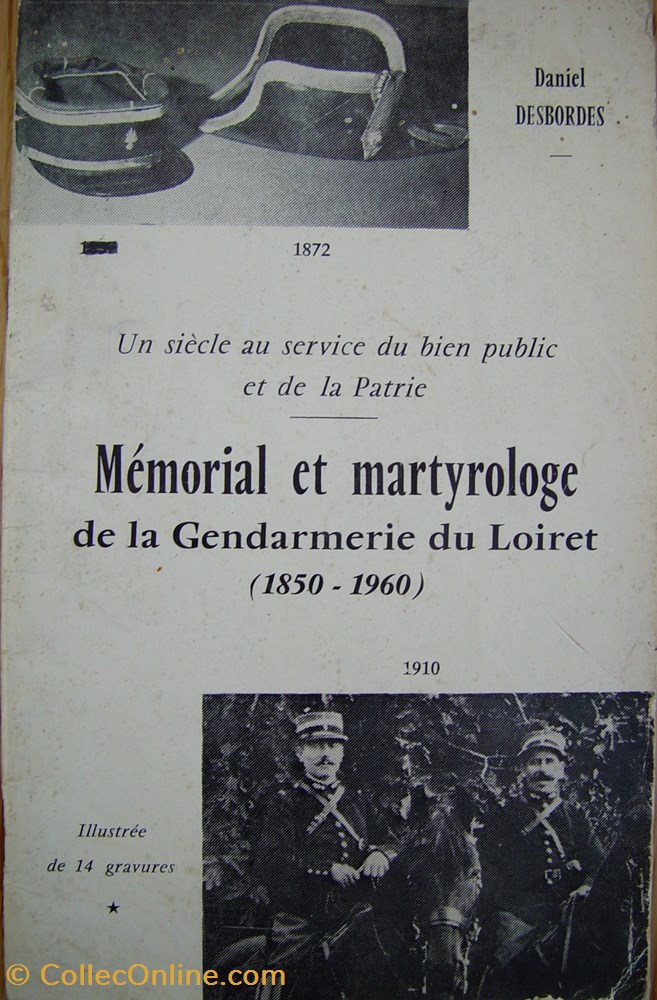 Daniel
DESBORDES
1872
Un siècle au service du bien public
et de la Patrie
Mémorial et martyrologe
de la Gendarmerie du Loiret
(1850 - 1960)
1910
Illustrée
de 14 gravures
© CollecOnline.com